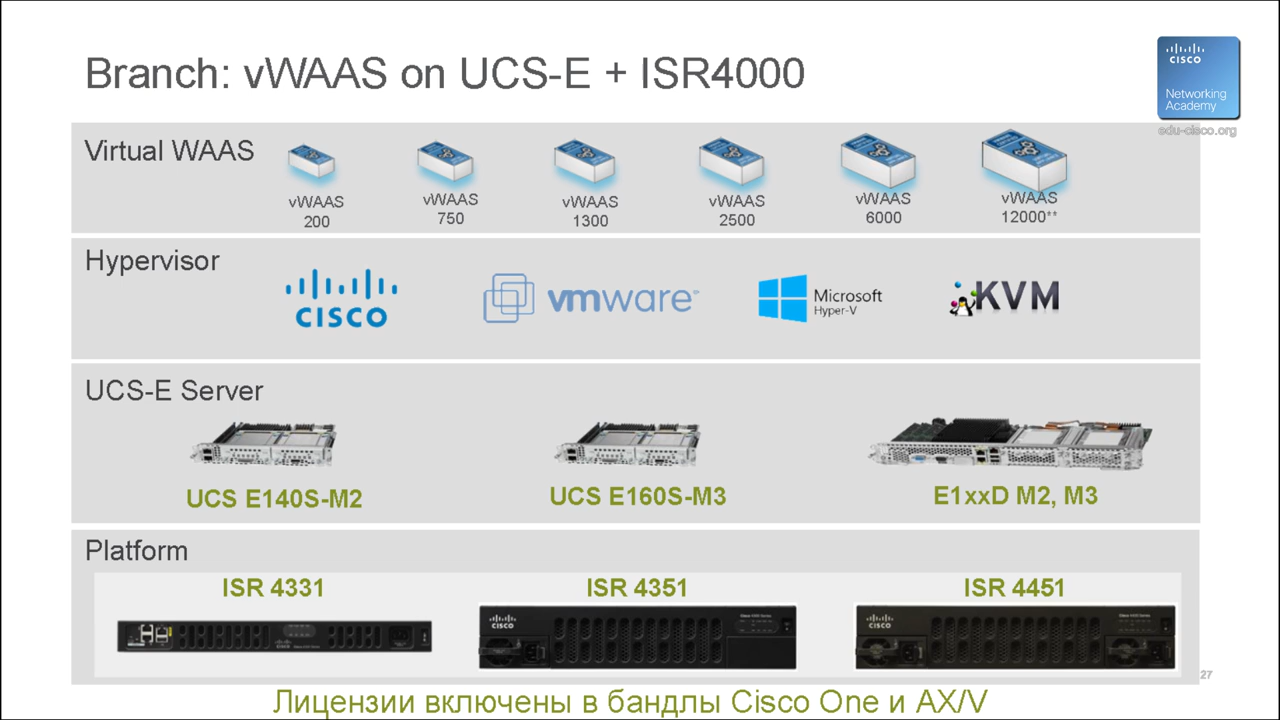 Branch: vWAAS on UCS-E + ISR4000
CISCO
Networking
Academy
edu-cisco.org
Virtual WAAS
vWAAS
200
vWAAS
750
vWAAS
1300
vWAAS
2500
vWAAS
6000
vWAAS
12000**
Hypervisor
CISCO
vmware
Microsoft
Hyper-V
KVM
UCS-E Server
UCS E140S-M2
UCS E160S-M3
E1xxD M2, M3
Platform
ISR 4331
ISR 4351
ISR 4451
CISCO
CISCO
27
Лицензии включены в бандлы Cisco One и AX/V